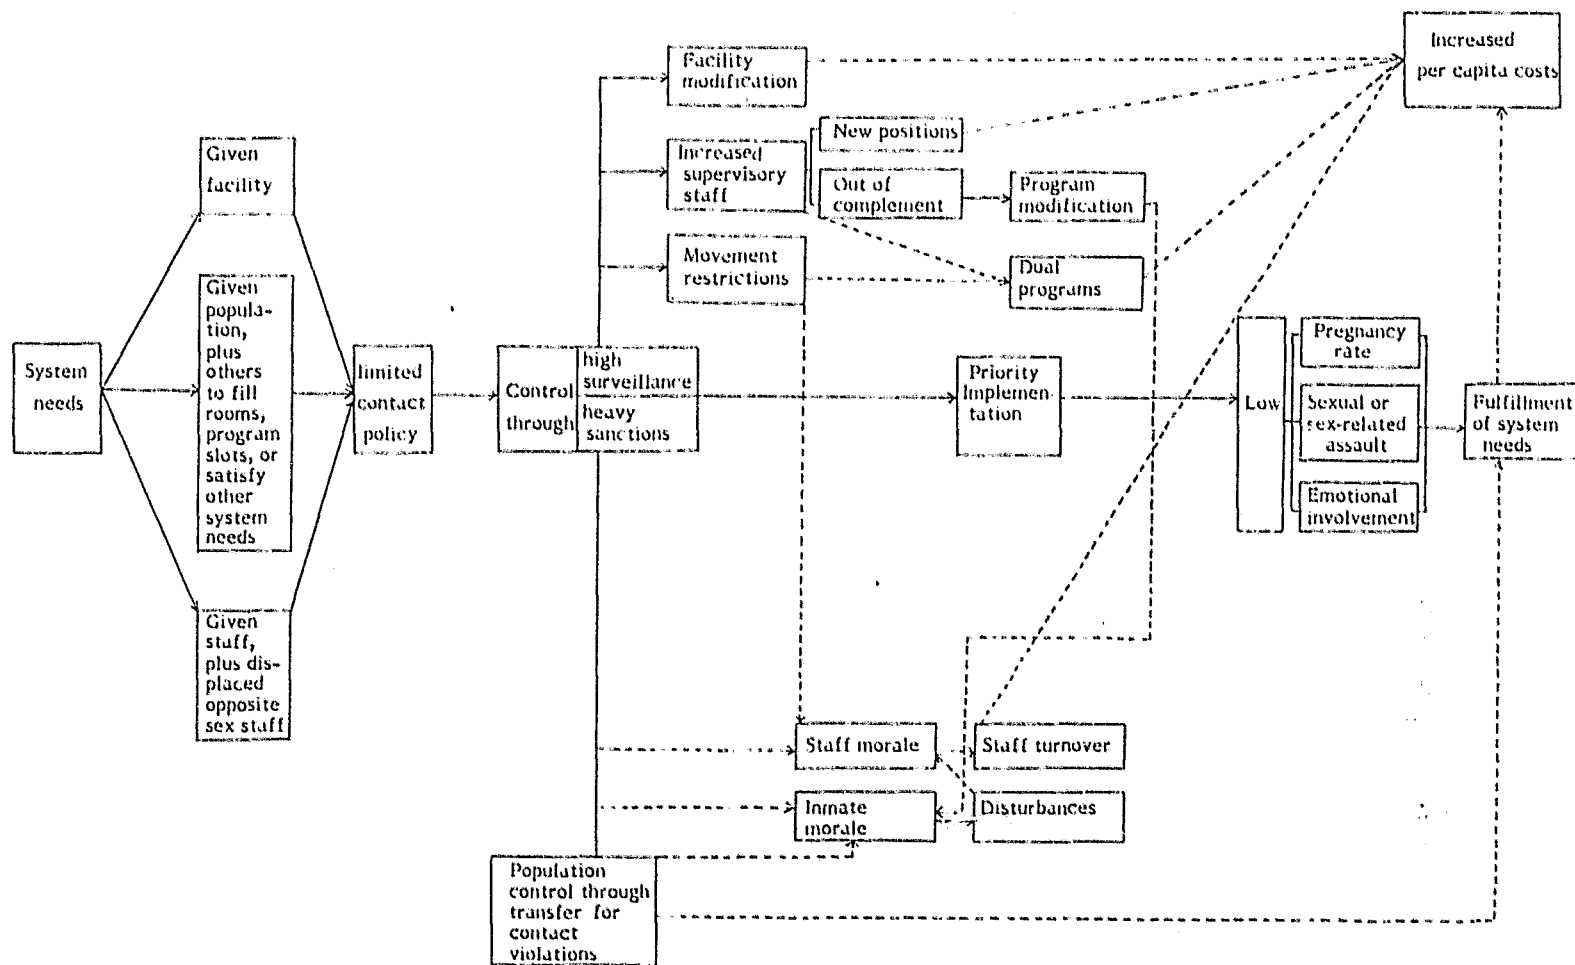 Increased
per capita costs
Facility
modification
New positions
Increased
supervisory
staff
Out of
complement
Program
modification
Movement
restrictions
Dual
programs
Given
facility
Given
popula-
tion,
plus
others
to fill
rooms,
program
slots, or
satisfy
other
system
needs
System
needs
limited
contact
policy
Control
through
high
surveillance
heavy
sanctions
Priority
Implemen-
tation
Low
Pregnancy
rate
Sexual or
sex-related
assault
Emotional
involvement
Fulfillment
of system
needs
Given
staff,
plus dis-
placed
opposite
sex staff
Staff morale
Staff turnover
Inmate
morale
Disturbances
Population
control through
transfer for
contact
violations